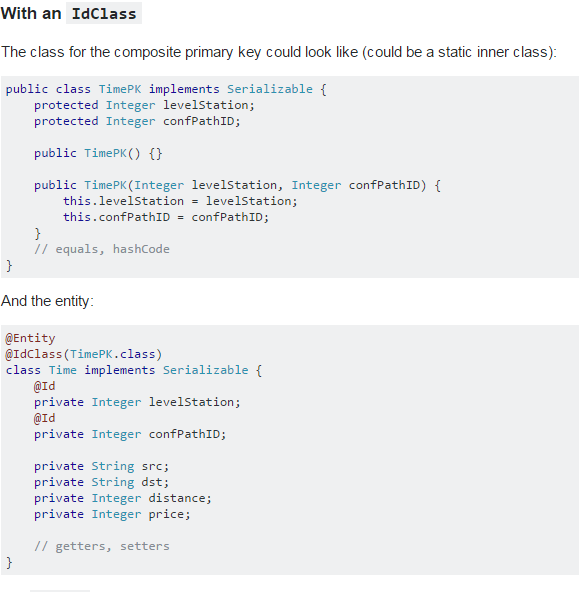 With an IdClass
The class for the composite primary key could look like (could be a static inner class):
public class TimePK implements Serializable {
    protected Integer levelStation;
    protected Integer confPathID;

    public TimePK() {}

    public TimePK(Integer levelStation, Integer confPathID) {
        this.levelStation = levelStation;
        this.confPathID = confPathID;
    }
    // equals, hashCode
}
And the entity:
@Entity
@IdClass(TimePK.class)
class Time implements Serializable {
    @Id
    private Integer levelStation;
    @Id
    private Integer confPathID;

    private String src;
    private String dst;
    private Integer distance;
    private Integer price;

    // getters, setters
}